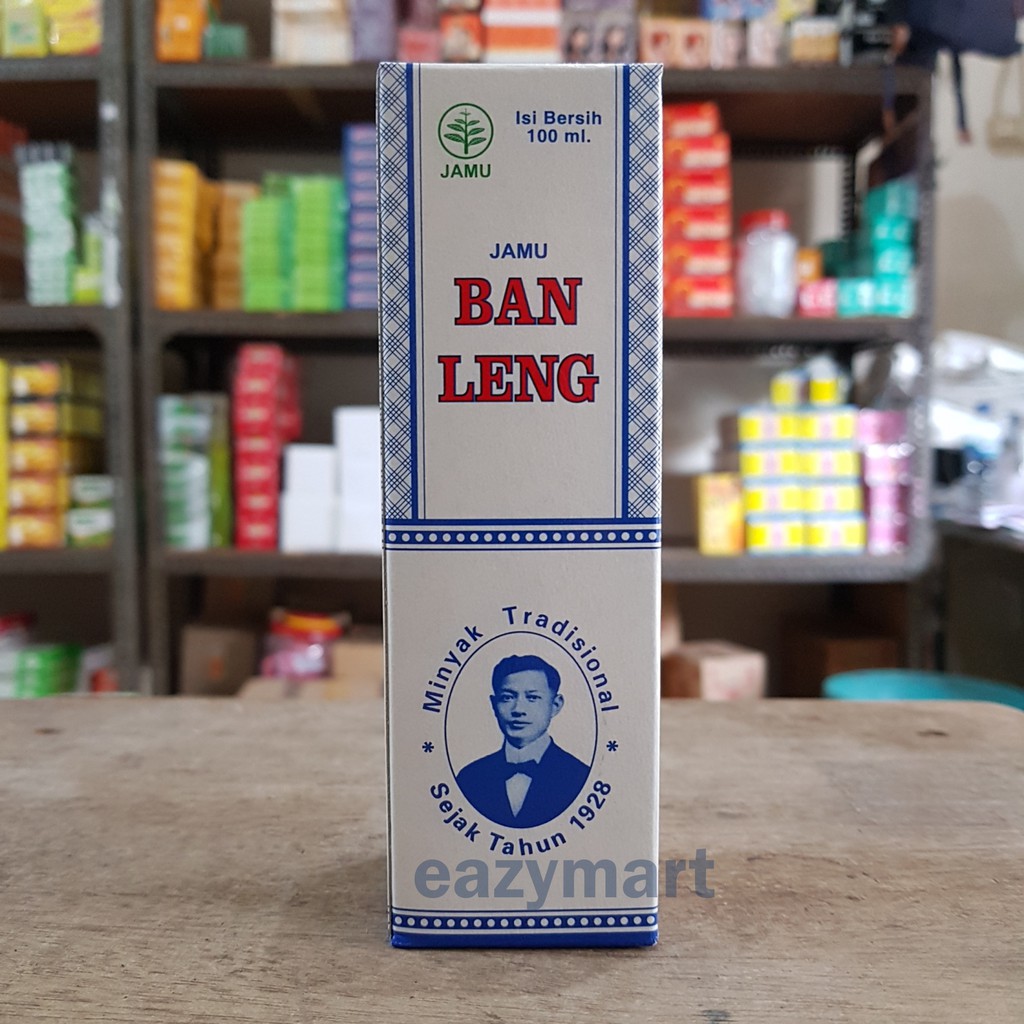 Isi Bersih
100 ml.
JAMU
JAMU
BAN
LENG
Minyak Tradisional
* Sejak Tahun 1928 *
eazymart